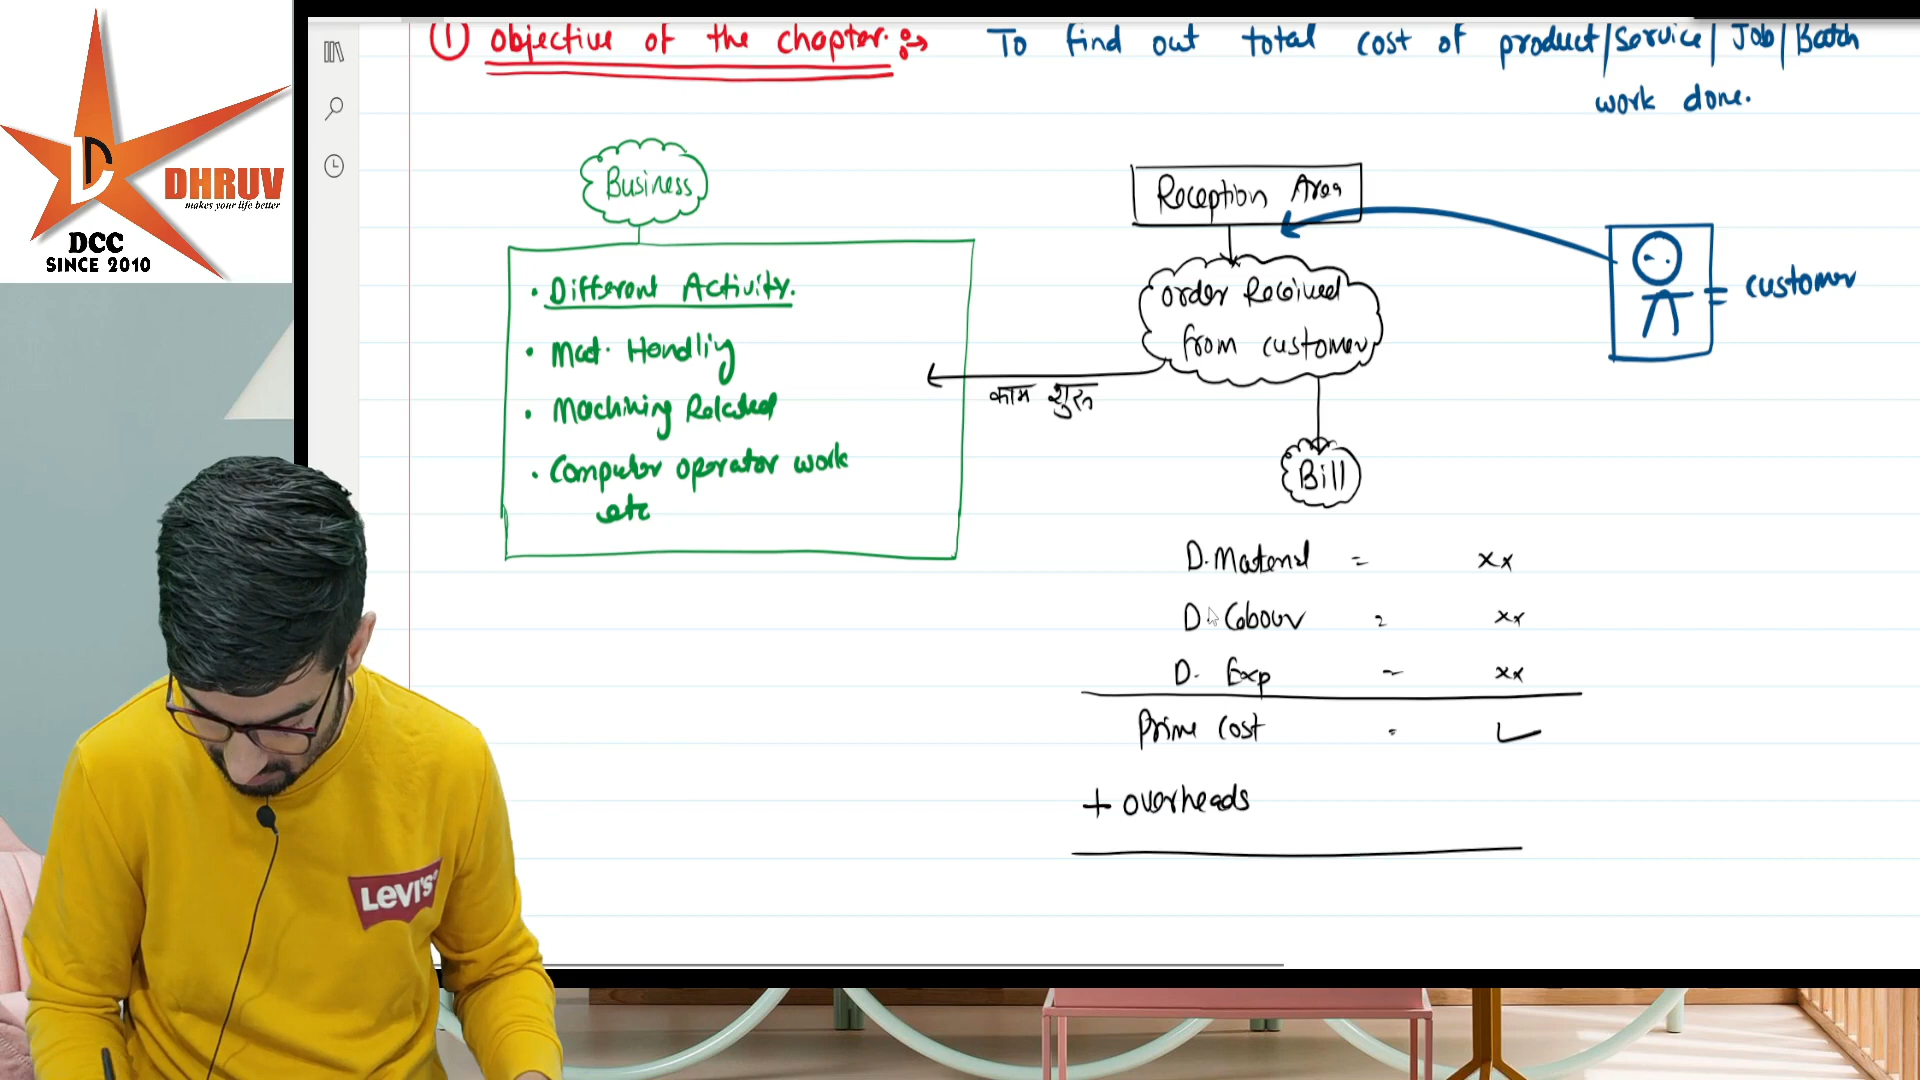 ① Objective of the chapter :→ To find out total cost of product/Service/Job/Batch
work done.
DHRUV
makes your life better
DCC
SINCE 2010
Business
• Different Activity.
• Mat. Handliy
• Machining Related
• Computer operator work
etc
Reception Area
order Received
from customer
काम शुरू
customer
Bill
D. Material = xx
D. Labour = xx
D. Exp = xx
Prime Cost = ✓
+ overheads
LEVI'S